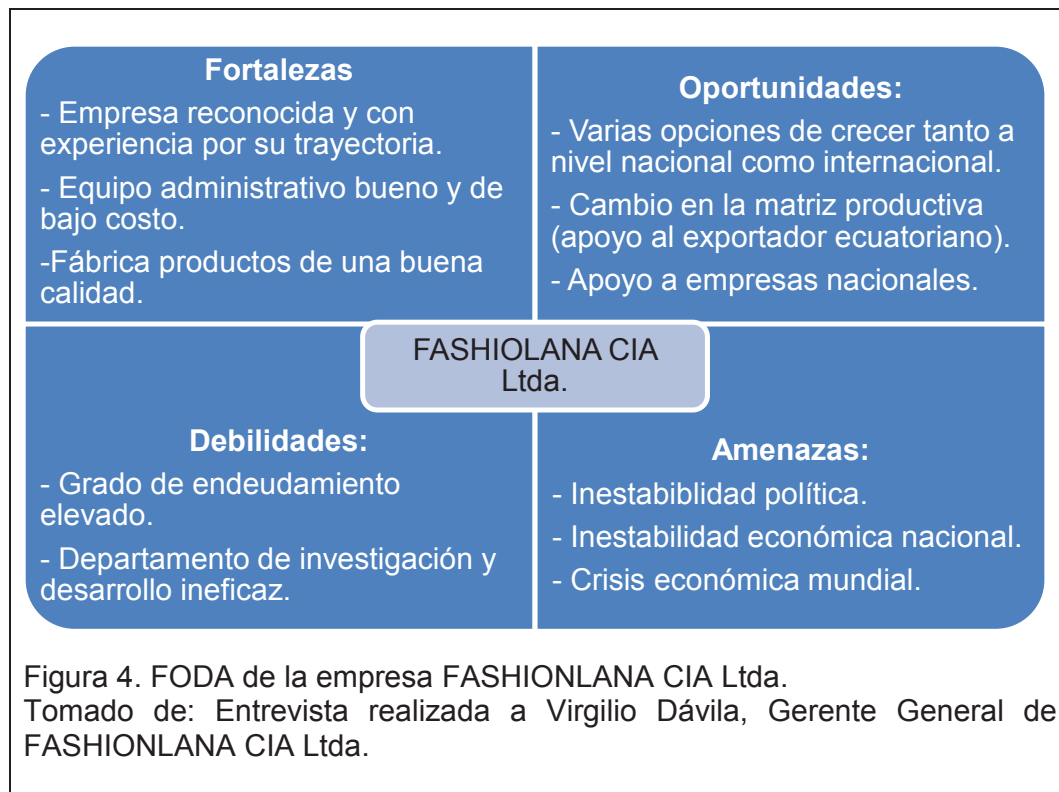 Fortalezas
- Empresa reconocida y con
experiencia por su trayectoria.
- Equipo administrativo bueno y de
bajo costo.
-Fábrica productos de una buena
calidad.
Oportunidades:
- Varias opciones de crecer tanto a
nivel nacional como internacional.
- Cambio en la matriz productiva
(apoyo al exportador ecuatoriano).
- Apoyo a empresas nacionales.
FASHIOLANA CIA
Ltda.
Debilidades:
- Grado de endeudamiento
elevado.
- Departamento de investigación y
desarrollo ineficaz.
Amenazas:
- Inestabiblidad política.
- Inestabilidad económica nacional.
- Crisis económica mundial.
Figura 4. FODA de la empresa FASHIONLANA CIA Ltda.
Tomado de: Entrevista realizada a Virgilio Dávila, Gerente General de
FASHIONLANA CIA Ltda.